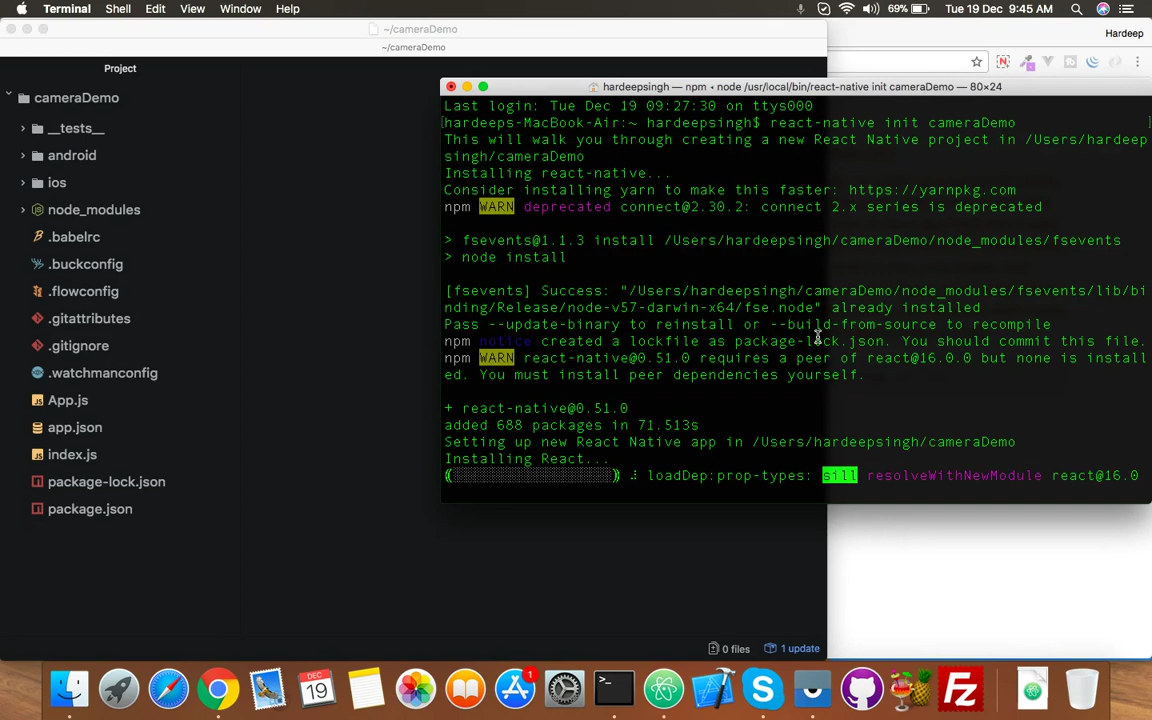 Terminal Shell Edit View Window Help 69% Tue 19 Dec 9:45 AM
~/cameraDemo
~/cameraDemo
Hardeep
Project
cameraDemo
__tests__
android
ios
node_modules
.babelrc
.buckconfig
.flowconfig
.gitattributes
.gitignore
.watchmanconfig
App.js
app.json
index.js
package-lock.json
package.json
hardeepsingh — npm • node /usr/local/bin/react-native init cameraDemo — 80×24
Last login: Tue Dec 19 09:27:30 on ttys000
[hardeeps-MacBook-Air:~ hardeepsingh$ react-native init cameraDemo ]
This will walk you through creating a new React Native project in /Users/hardeep
singh/cameraDemo
Installing react-native...
Consider installing yarn to make this faster: https://yarnpkg.com
npm WARN deprecated connect@2.30.2: connect 2.x series is deprecated
> fsevents@1.1.3 install /Users/hardeepsingh/cameraDemo/node_modules/fsevents
> node install
[fsevents] Success: "/Users/hardeepsingh/cameraDemo/node_modules/fsevents/lib/bi
nding/Release/node-v57-darwin-x64/fse.node" already installed
Pass --update-binary to reinstall or --build-from-source to recompile
npm notice created a lockfile as package-lock.json. You should commit this file.
npm WARN react-native@0.51.0 requires a peer of react@16.0.0 but none is install
ed. You must install peer dependencies yourself.
+ react-native@0.51.0
added 688 packages in 71.513s
Setting up new React Native app in /Users/hardeepsingh/cameraDemo
Installing React...
loadDep:prop-types: sill resolveWithNewModule react@16.0
0 files 1 update
DEC
19
1
Fz